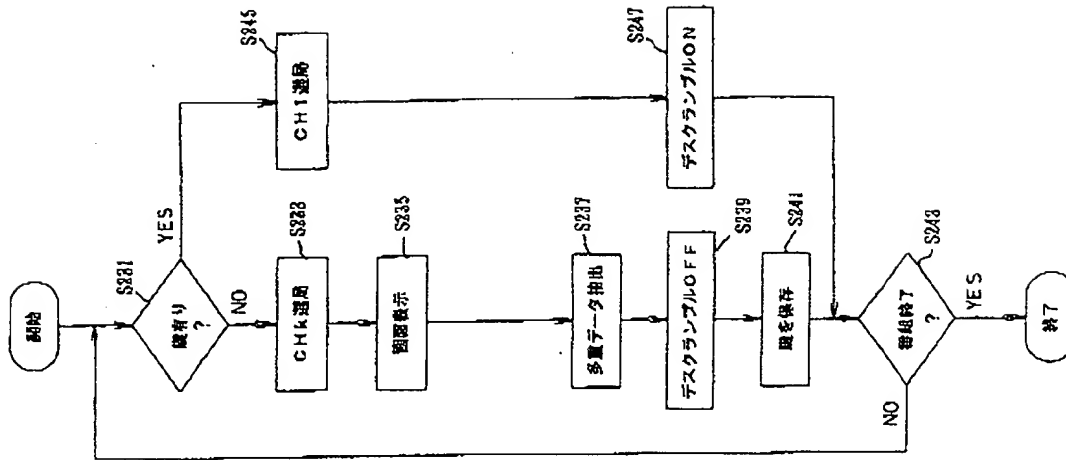 開始
S231
鍵有り
?
YES
NO
S245
CH1選局
S233
CHk選局
S235
画面表示
S237
多重データ抽出
S247
デスクランブルON
S239
デスクランブルOFF
S241
鍵を保存
S243
番組終了
?
NO
YES
終了